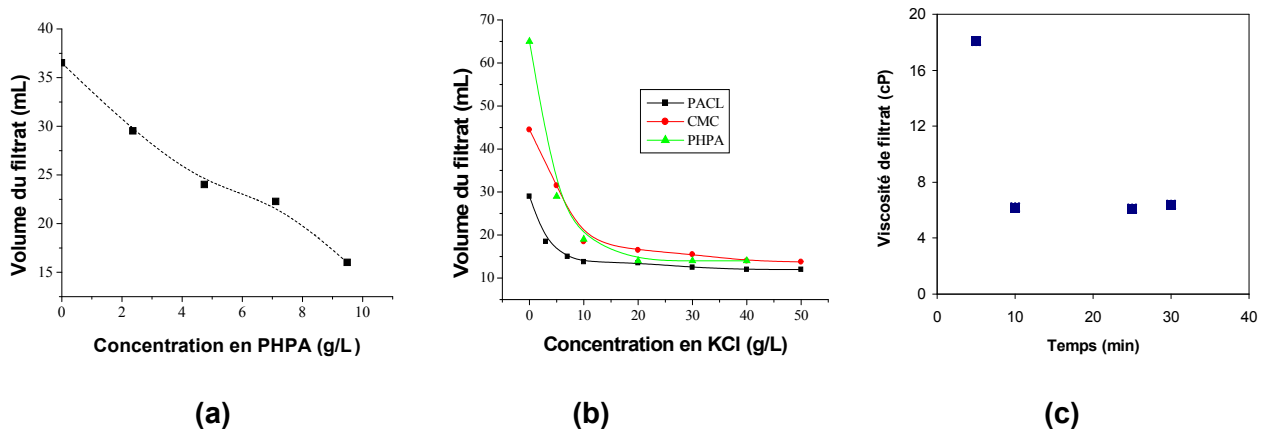 40
35
30
25
20
15
0 2 4 6 8 10
Volume du filtrat (mL)
Concentration en PHPA (g/L)
(a)
70
60
50
40
30
20
10
0 10 20 30 40 50
Volume du filtrat (mL)
Concentration en KCl (g/L)
PACL
CMC
PHPA
(b)
20
16
12
8
4
0
0 10 20 30 40
Viscosité de filtrat (cP)
Temps (min)
(c)